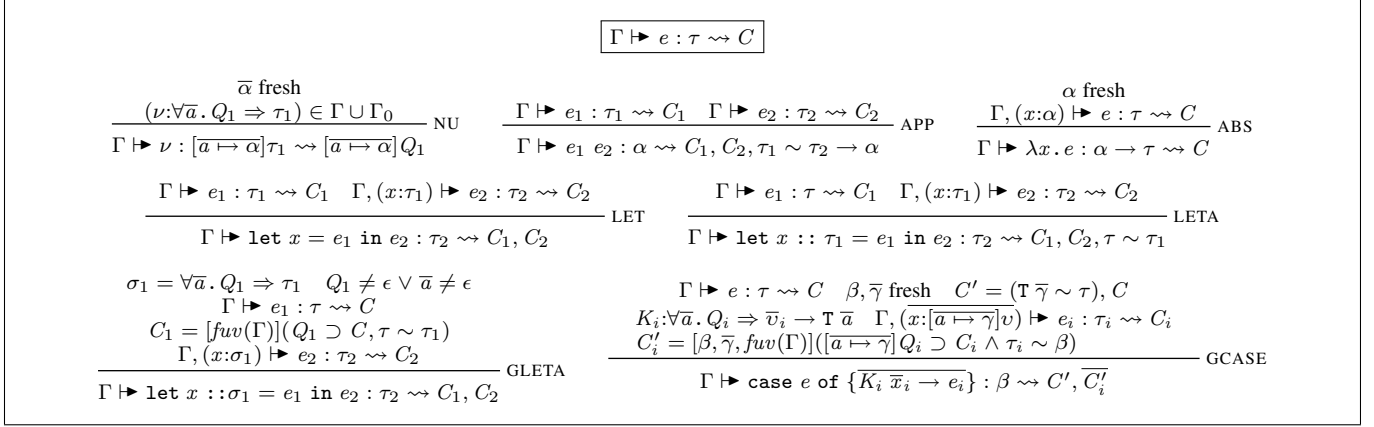 Γ ⊢▸ e : τ ⇝ C
α̅ fresh
(ν:∀a̅. Q₁ ⇒ τ₁) ∈ Γ ∪ Γ₀
Γ ⊢▸ ν : [a̅ ↦ α̅]τ₁ ⇝ [a̅ ↦ α̅]Q₁ NU
Γ ⊢▸ e₁ : τ₁ ⇝ C₁ Γ ⊢▸ e₂ : τ₂ ⇝ C₂
Γ ⊢▸ e₁ e₂ : α ⇝ C₁, C₂, τ₁ ∼ τ₂ → α APP
α fresh
Γ, (x:α) ⊢▸ e : τ ⇝ C
Γ ⊢▸ λx. e : α → τ ⇝ C ABS
Γ ⊢▸ e₁ : τ₁ ⇝ C₁ Γ, (x:τ₁) ⊢▸ e₂ : τ₂ ⇝ C₂
Γ ⊢▸ let x = e₁ in e₂ : τ₂ ⇝ C₁, C₂ LET
Γ ⊢▸ e₁ : τ ⇝ C₁ Γ, (x:τ₁) ⊢▸ e₂ : τ₂ ⇝ C₂
Γ ⊢▸ let x :: τ₁ = e₁ in e₂ : τ₂ ⇝ C₁, C₂, τ ∼ τ₁ LETA
σ₁ = ∀a̅. Q₁ ⇒ τ₁ Q₁ ≠ ϵ ∨ a̅ ≠ ϵ
Γ ⊢▸ e₁ : τ ⇝ C
C₁ = [fuv(Γ)](Q₁ ⊃ C, τ ∼ τ₁)
Γ, (x:σ₁) ⊢▸ e₂ : τ₂ ⇝ C₂
Γ ⊢▸ let x ::σ₁ = e₁ in e₂ : τ₂ ⇝ C₁, C₂ GLETA
Γ ⊢▸ e : τ ⇝ C β, γ̅ fresh C′ = (T γ̅ ∼ τ), C
Kᵢ:∀a̅. Qᵢ ⇒ υ̅ᵢ → T a̅ Γ, (x:[a̅ ↦ γ̅]υ) ⊢▸ eᵢ : τᵢ ⇝ Cᵢ
C′ᵢ = [β, γ̅, fuv(Γ)]([a̅ ↦ γ̅]Qᵢ ⊃ Cᵢ ∧ τᵢ ∼ β)
Γ ⊢▸ case e of {Kᵢ x̅ᵢ → eᵢ} : β ⇝ C′, C′ᵢ GCASE